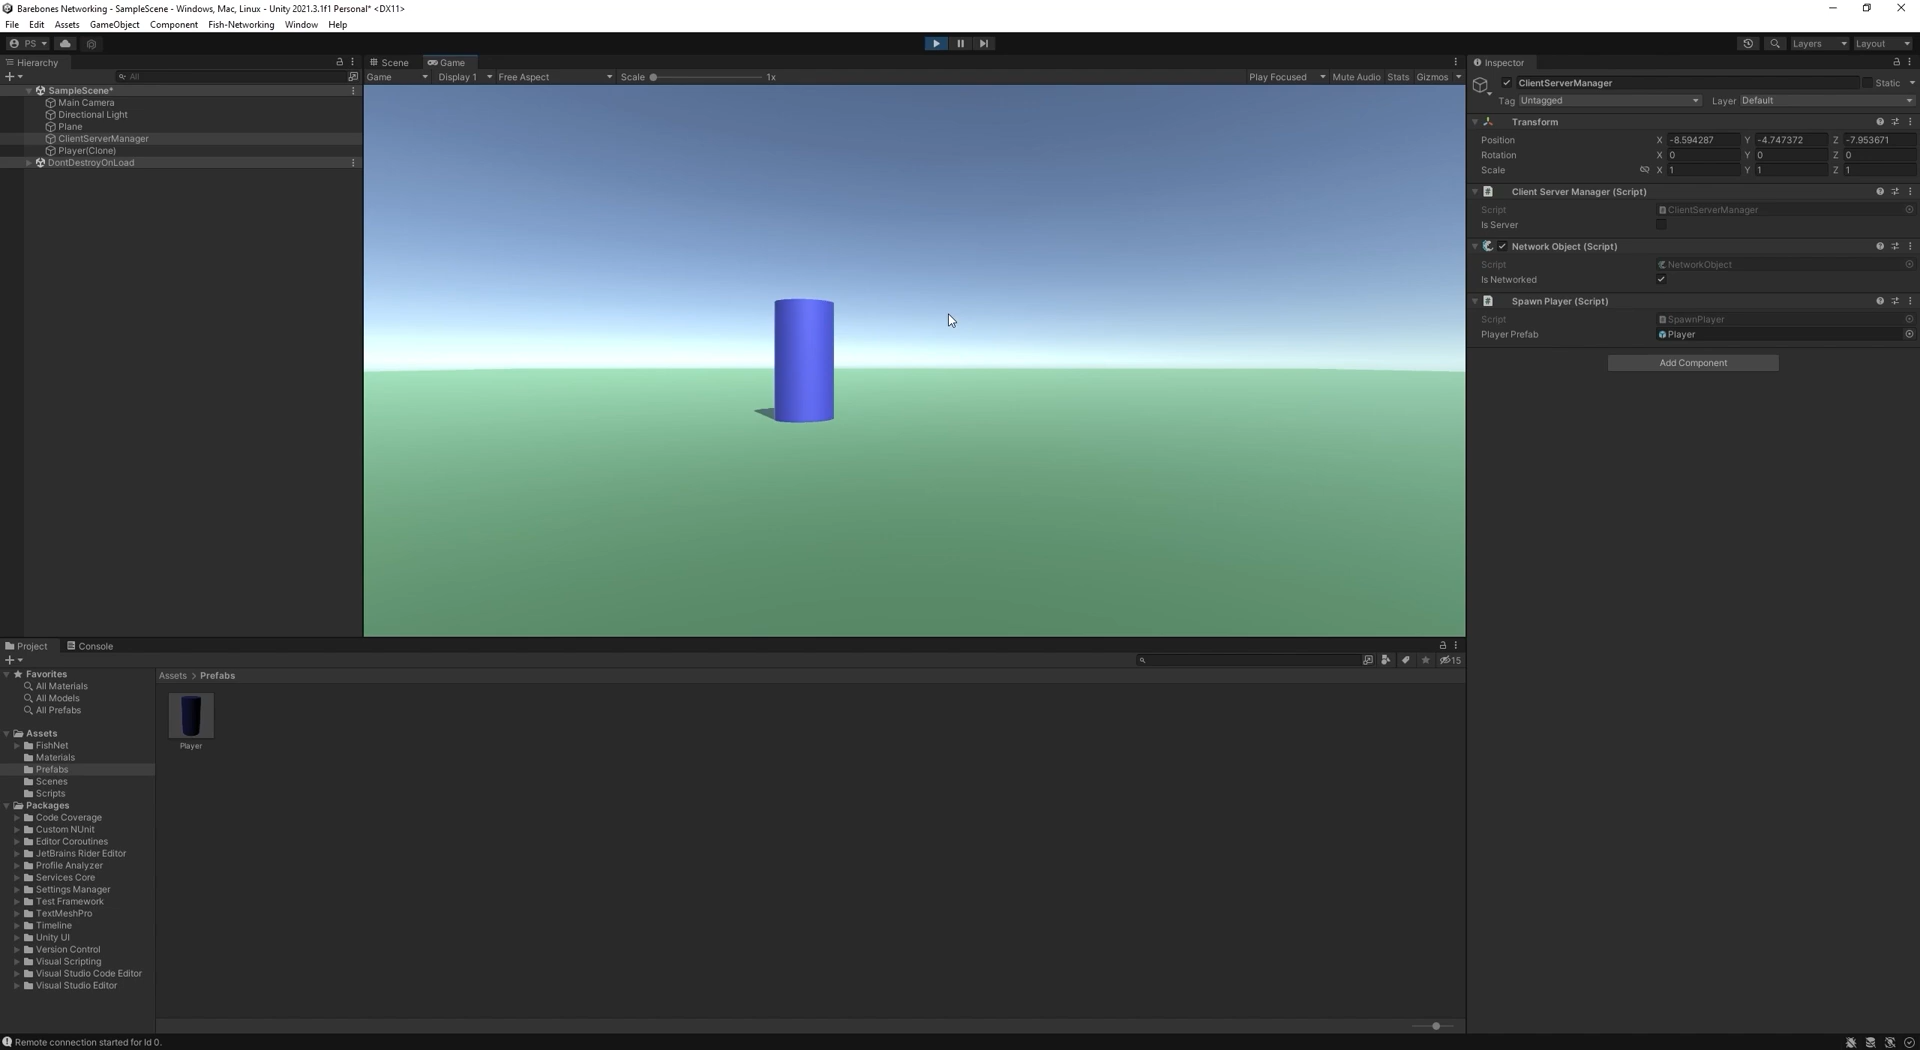 Barebones Networking - SampleScene - Windows, Mac, Linux - Unity 2021.3.1f1 Personal* <DX11>
File Edit Assets GameObject Component Fish-Networking Window Help
PS Layers Layout
Hierarchy
All
SampleScene*
Main Camera
Directional Light
Plane
ClientServerManager
Player(Clone)
DontDestroyOnLoad
Scene Game
Game Display 1 Free Aspect Scale 1x Play Focused Mute Audio Stats Gizmos
Inspector
ClientServerManager Static
Tag Untagged Layer Default
Transform
Position X -8.594287 Y -4.747372 Z -7.953671
Rotation X 0 Y 0 Z 0
Scale X 1 Y 1 Z 1
Client Server Manager (Script)
Script ClientServerManager
Is Server
Network Object (Script)
Script NetworkObject
Is Networked
Spawn Player (Script)
Script SpawnPlayer
Player Prefab Player
Add Component
Project Console
15
Favorites
All Materials
All Models
All Prefabs
Assets
FishNet
Materials
Prefabs
Scenes
Scripts
Packages
Code Coverage
Custom NUnit
Editor Coroutines
JetBrains Rider Editor
Profile Analyzer
Services Core
Settings Manager
Test Framework
TextMeshPro
Timeline
Unity UI
Version Control
Visual Scripting
Visual Studio Code Editor
Visual Studio Editor
Assets > Prefabs
Player
Remote connection started for Id 0.